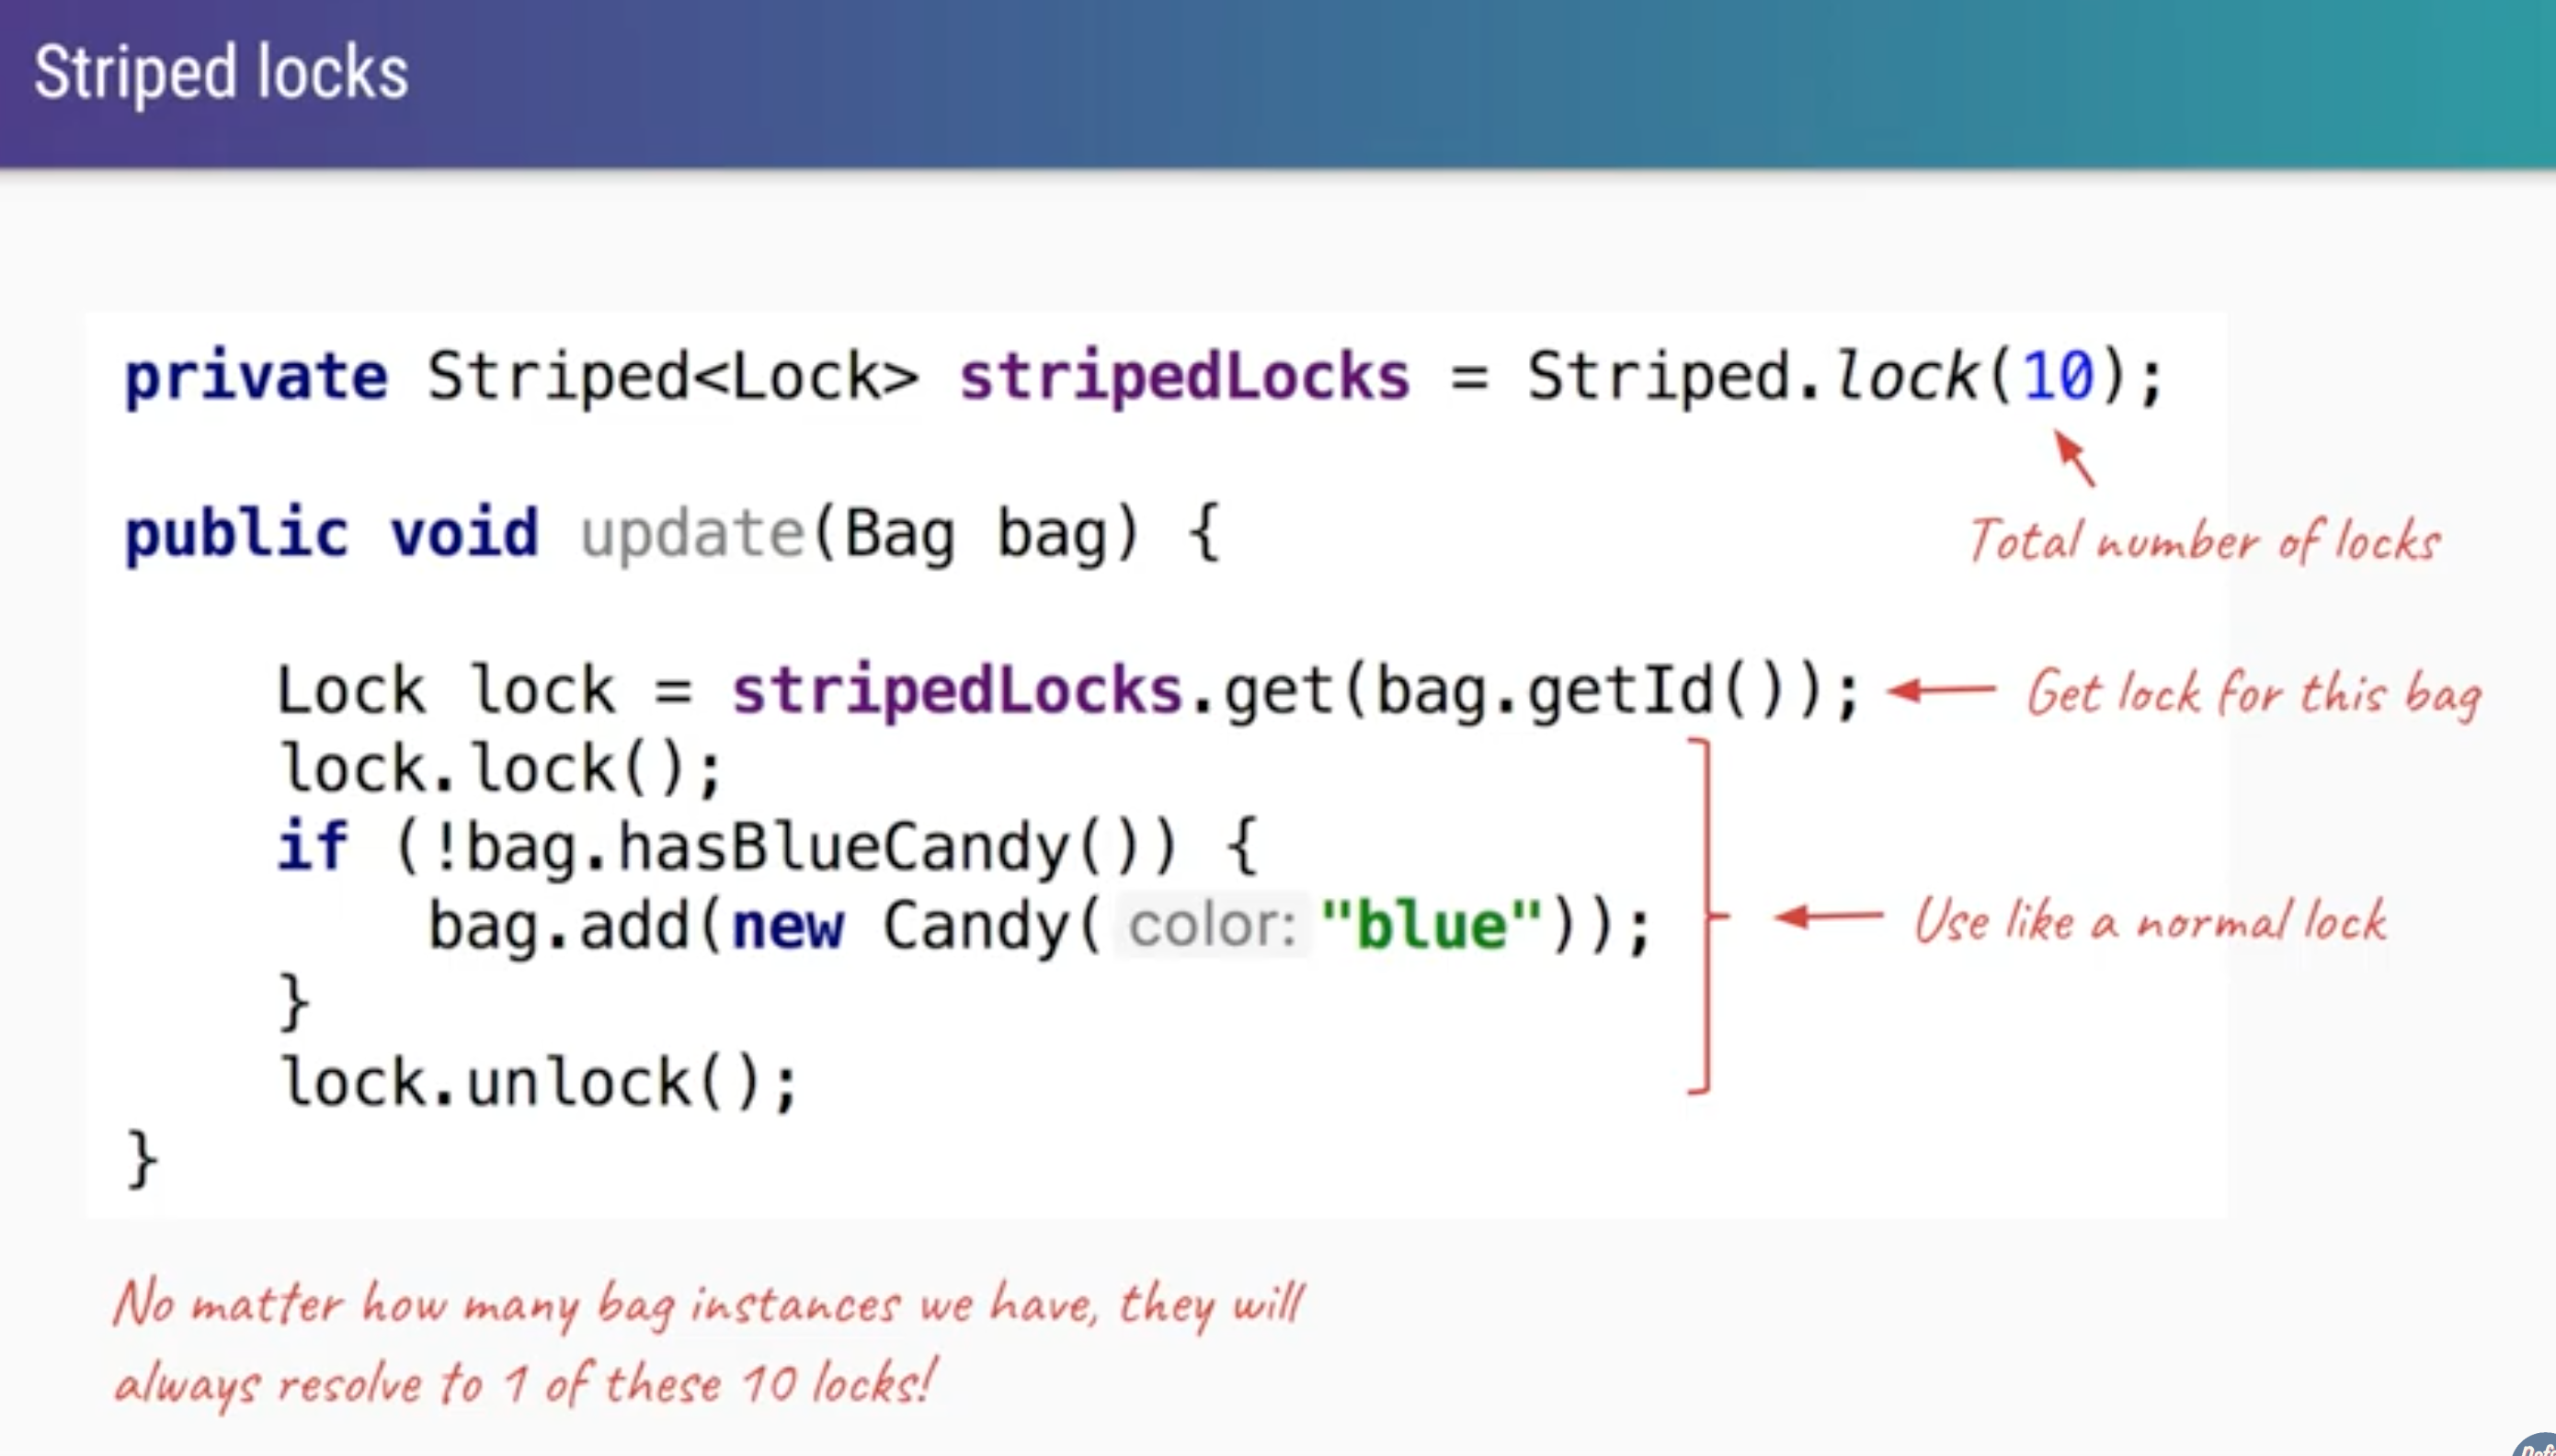 Striped locks
private Striped<Lock> stripedLocks = Striped.lock(10);
Total number of locks
public void update(Bag bag) {
Lock lock = stripedLocks.get(bag.getId());
Get lock for this bag
lock.lock();
if (!bag.hasBlueCandy()) {
bag.add(new Candy( color: "blue"));
Use like a normal lock
}
lock.unlock();
}
No matter how many bag instances we have, they will
always resolve to 1 of these 10 locks!